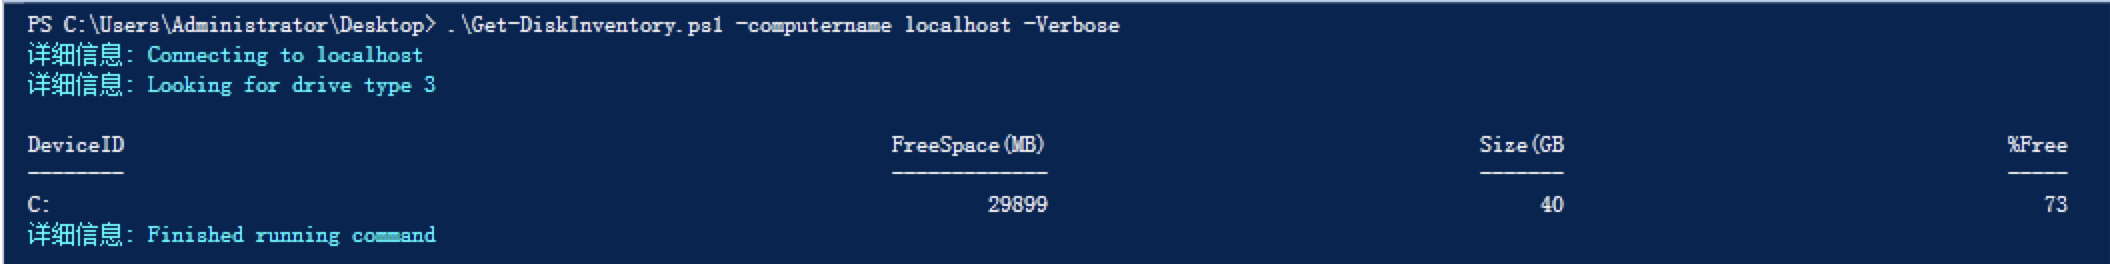 PS C:\Users\Administrator\Desktop> .\Get-DiskInventory.ps1 -computername localhost -Verbose
详细信息: Connecting to localhost
详细信息: Looking for drive type 3
DeviceID FreeSpace(MB) Size(GB %Free
-------- ------------- ------- -----
C: 29899 40 73
详细信息: Finished running command